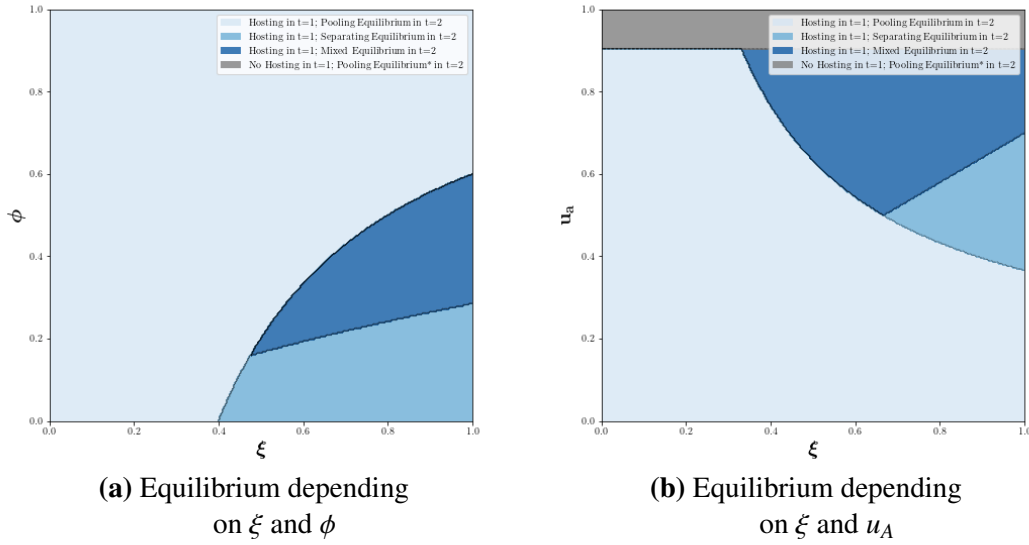 Hosting in t=1; Pooling Equilibrium in t=2
Hosting in t=1; Separating Equilibrium in t=2
Hosting in t=1; Mixed Equilibrium in t=2
No Hosting in t=1; Pooling Equilibrium* in t=2
1.0
0.8
0.6
0.4
0.2
0.0
ϕ
0.0 0.2 0.4 0.6 0.8 1.0
ξ
(a) Equilibrium depending
on ξ and ϕ
Hosting in t=1; Pooling Equilibrium in t=2
Hosting in t=1; Separating Equilibrium in t=2
Hosting in t=1; Mixed Equilibrium in t=2
No Hosting in t=1; Pooling Equilibrium* in t=2
1.0
0.8
0.6
0.4
0.2
0.0
u_a
0.0 0.2 0.4 0.6 0.8 1.0
ξ
(b) Equilibrium depending
on ξ and u_A